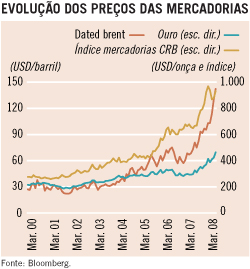 EVOLUÇÃO DOS PREÇOS DAS MERCADORIAS
Dated brent Ouro (esc. dir.)
Índice mercadorias CRB (esc. dir.)
(USD/barril) (USD/onça e índice)
150 1.000
120 800
90 600
60 400
30 200
0 0
Mar. 00 Mar. 01 Mar. 02 Mar. 03 Mar. 04 Mar. 05 Mar. 06 Mar. 07 Mar. 08
Fonte: Bloomberg.